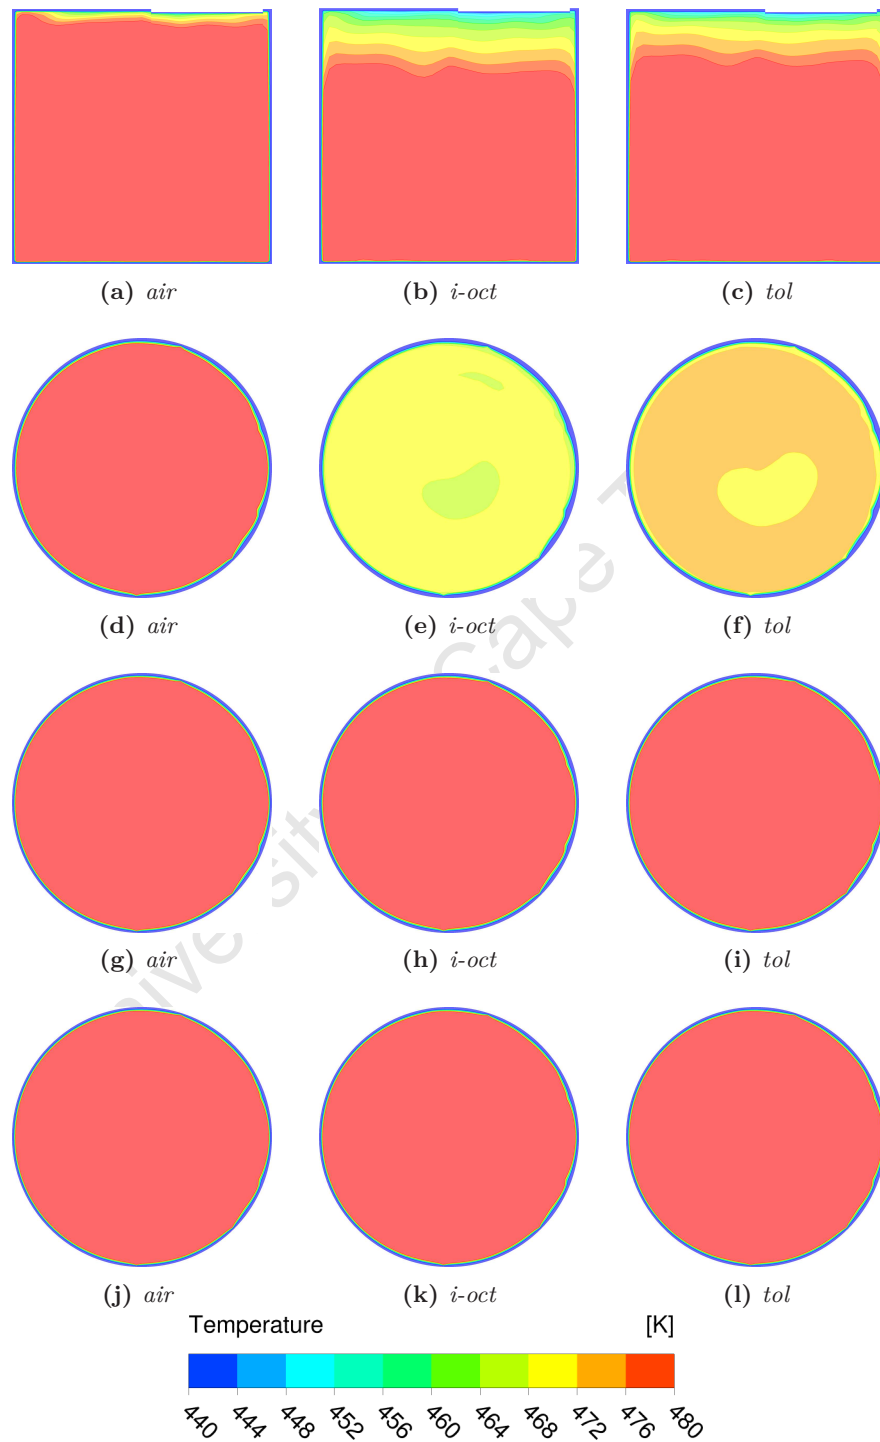 (a) air (b) i-oct (c) tol
(d) air (e) i-oct (f) tol
(g) air (h) i-oct (i) tol
(j) air (k) i-oct (l) tol
Temperature [K]
440 444 448 452 456 460 464 468 472 476 480